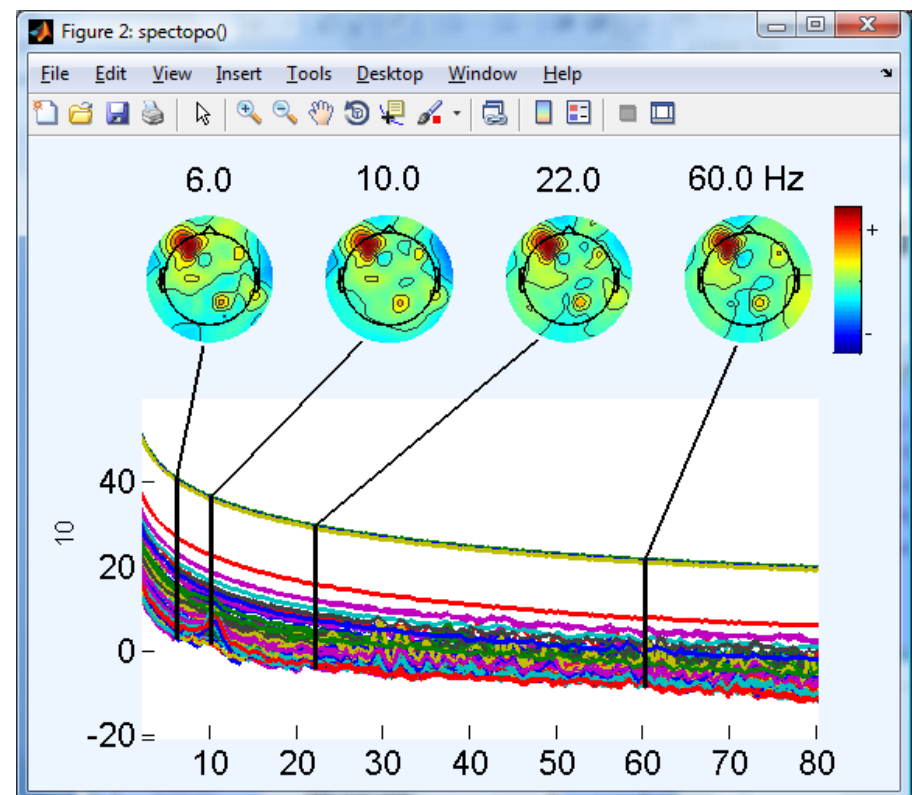 Figure 2: spectopo()
File Edit View Insert Tools Desktop Window Help
6.0 10.0 22.0 60.0 Hz
+
-
40
20
0
-20
10
10 20 30 40 50 60 70 80